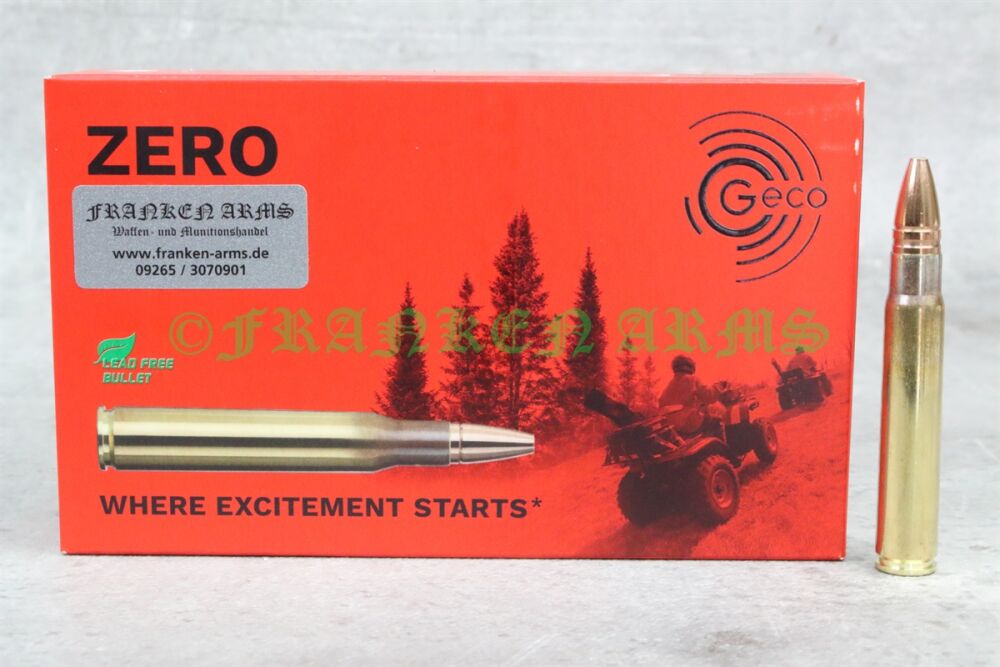 ZERO
Geco
FRANKEN ARMS
Waffen- und Munitionshandel
www.franken-arms.de
09265 / 3070901
©FRANKEN ARMS
LEAD FREE
BULLET
WHERE EXCITEMENT STARTS*